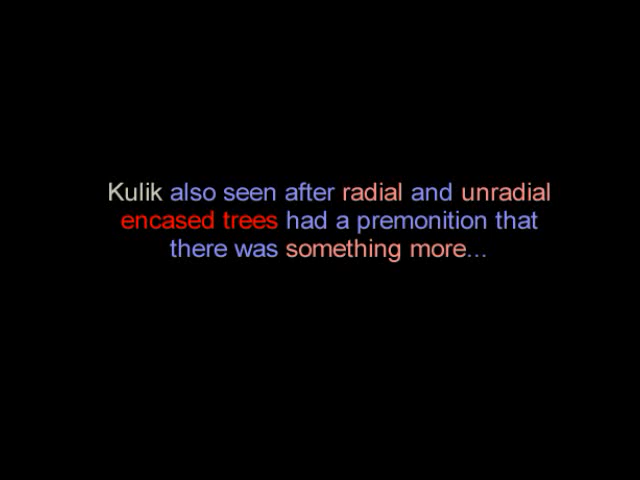 Kulik also seen after radial and unradial
encased trees had a premonition that
there was something more...